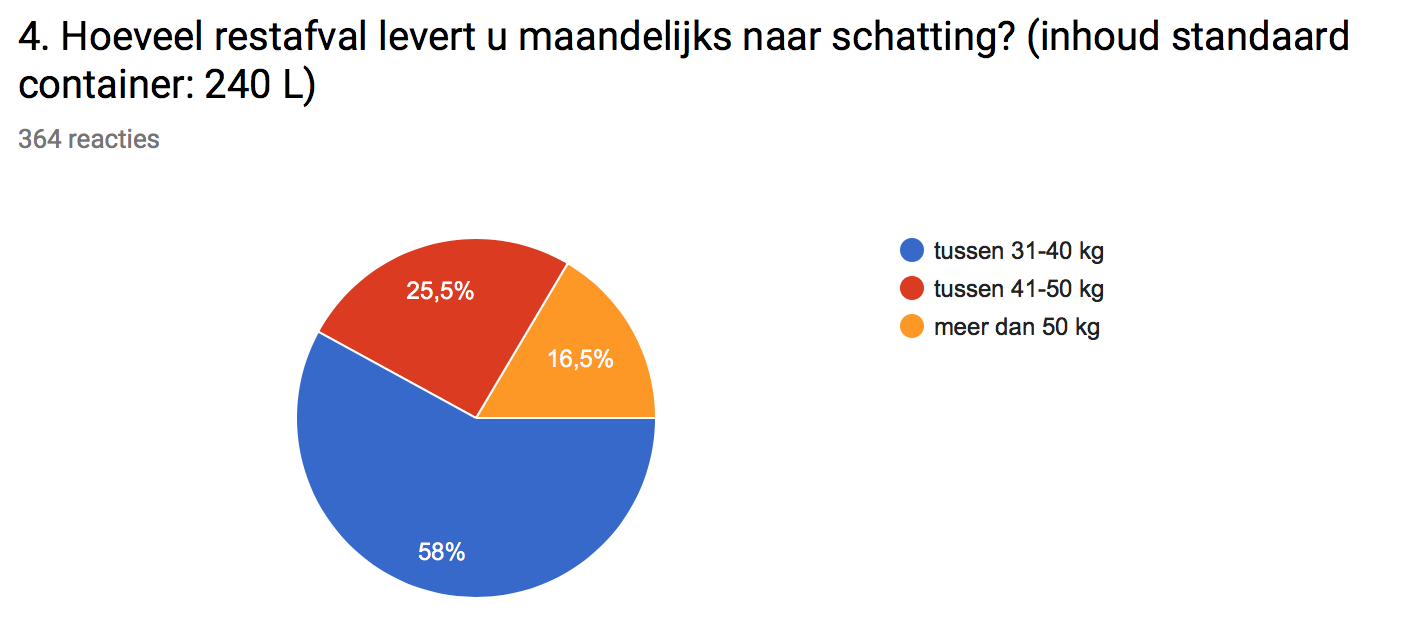 4. Hoeveel restafval levert u maandelijks naar schatting? (inhoud standaard
container: 240 L)
364 reacties
tussen 31-40 kg
tussen 41-50 kg
meer dan 50 kg
25,5%
16,5%
58%